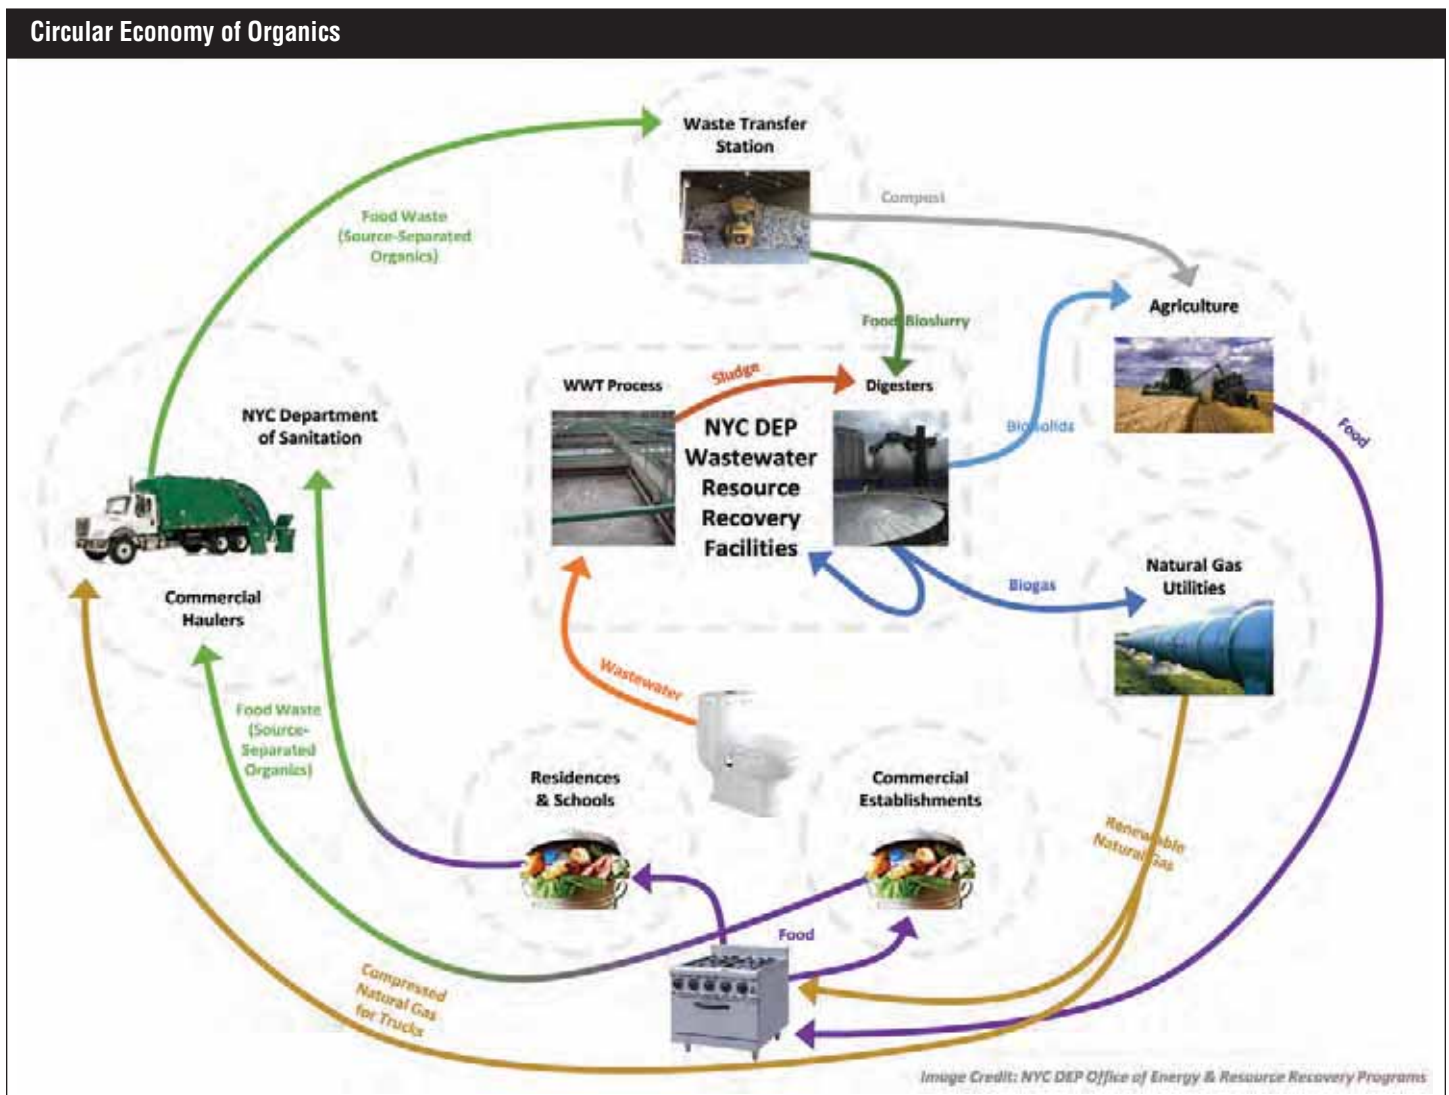 Circular Economy of Organics
Waste Transfer
Station
Compost
Food Waste
(Source-Separated
Organics)
Agriculture
Food Bioslurry
WWT Process
Sludge
Digesters
NYC Department
of Sanitation
NYC DEP
Wastewater
Resource
Recovery
Facilities
Biosolids
Food
Natural Gas
Utilities
Biogas
Commercial
Haulers
Wastewater
Food Waste
(Source-
Separated
Organics)
Residences
& Schools
Commercial
Establishments
Renewable
Natural Gas
Food
Compressed
Natural Gas
for Trucks
Image Credit: NYC DEP Office of Energy & Resource Recovery Programs